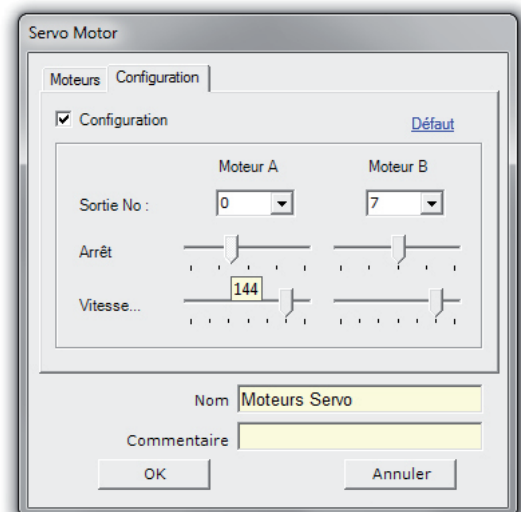 Servo Motor
Moteurs Configuration
Configuration Défaut
Moteur A Moteur B
Sortie No : 0 7
Arrêt
144
Vitesse...
Nom Moteurs Servo
Commentaire
OK Annuler